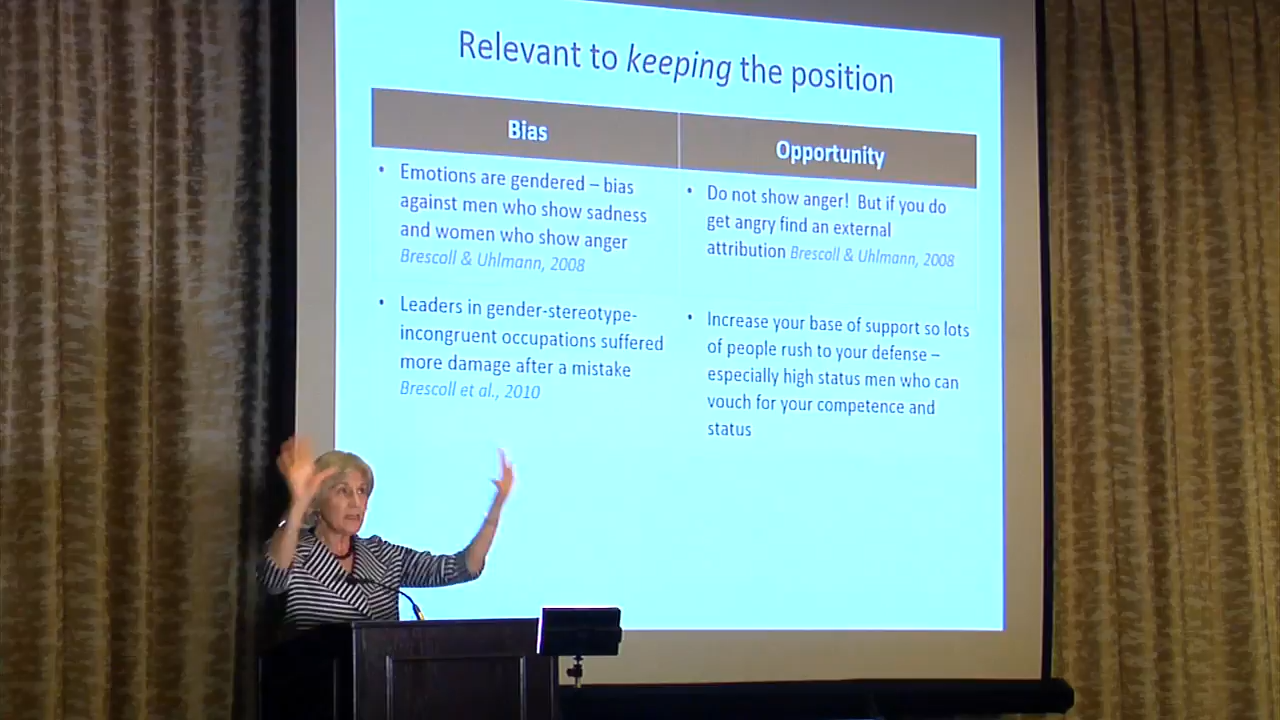 Relevant to keeping the position
Bias
• Emotions are gendered – bias
against men who show sadness
and women who show anger
Brescoll & Uhlmann, 2008
• Leaders in gender-stereotype-
incongruent occupations suffered
more damage after a mistake
Brescoll et al., 2010
Opportunity
• Do not show anger! But if you do
get angry find an external
attribution Brescoll & Uhlmann, 2008
• Increase your base of support so lots
of people rush to your defense –
especially high status men who can
vouch for your competence and
status